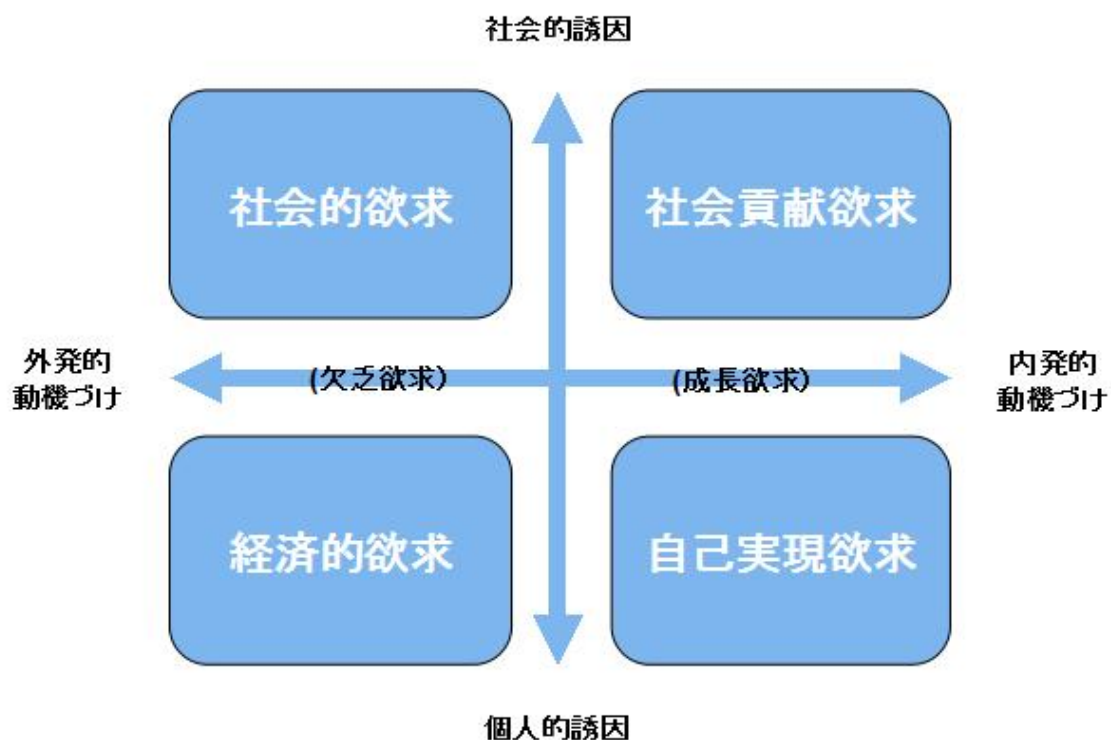 社会的誘因
社会的欲求
社会貢献欲求
外発的
動機づけ
(欠乏欲求)
(成長欲求)
内発的
動機づけ
経済的欲求
自己実現欲求
個人的誘因